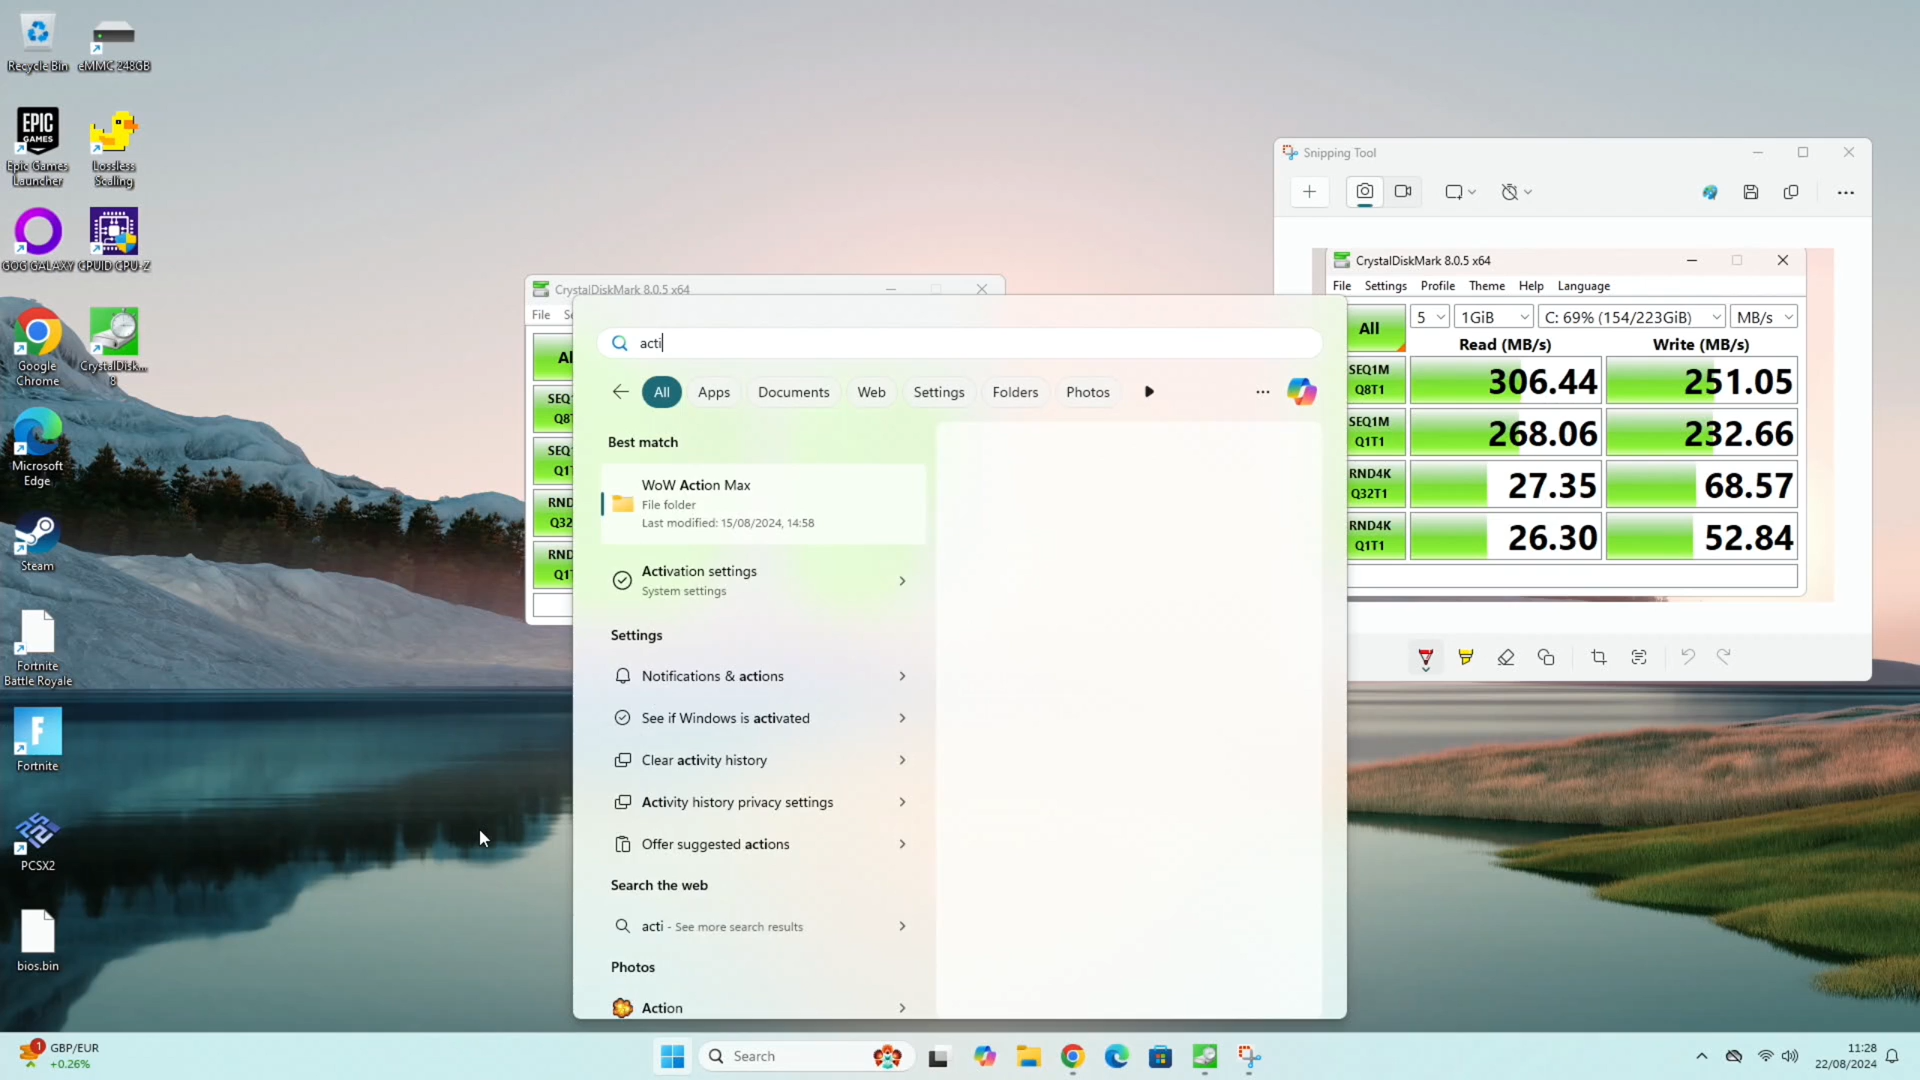 Recycle Bin
eMMC 248GB
EPIC
GAMES
Epic Games
Launcher
Lossless
Scaling
GOG GALAXY
CPUID CPU-Z
Google
Chrome
CrystalDisk...
8
Microsoft
Edge
Steam
Fortnite
Battle Royale
Fortnite
PCSX2
bios.bin
CrystalDiskMark 8.0.5 x64
File
acti
All
Apps
Documents
Web
Settings
Folders
Photos
Best match
WoW Action Max
File folder
Last modified: 15/08/2024, 14:58
Activation settings
System settings
Settings
Notifications & actions
See if Windows is activated
Clear activity history
Activity history privacy settings
Offer suggested actions
Search the web
acti - See more search results
Photos
Action
Snipping Tool
CrystalDiskMark 8.0.5 x64
File Settings Profile Theme Help Language
All 5 1GiB C: 69% (154/223GiB) MB/s
Read (MB/s) Write (MB/s)
SEQ1M
Q8T1
306.44 251.05
SEQ1M
Q1T1
268.06 232.66
RND4K
Q32T1
27.35 68.57
RND4K
Q1T1
26.30 52.84
1
GBP/EUR
+0.26%
Search
11:28
22/08/2024